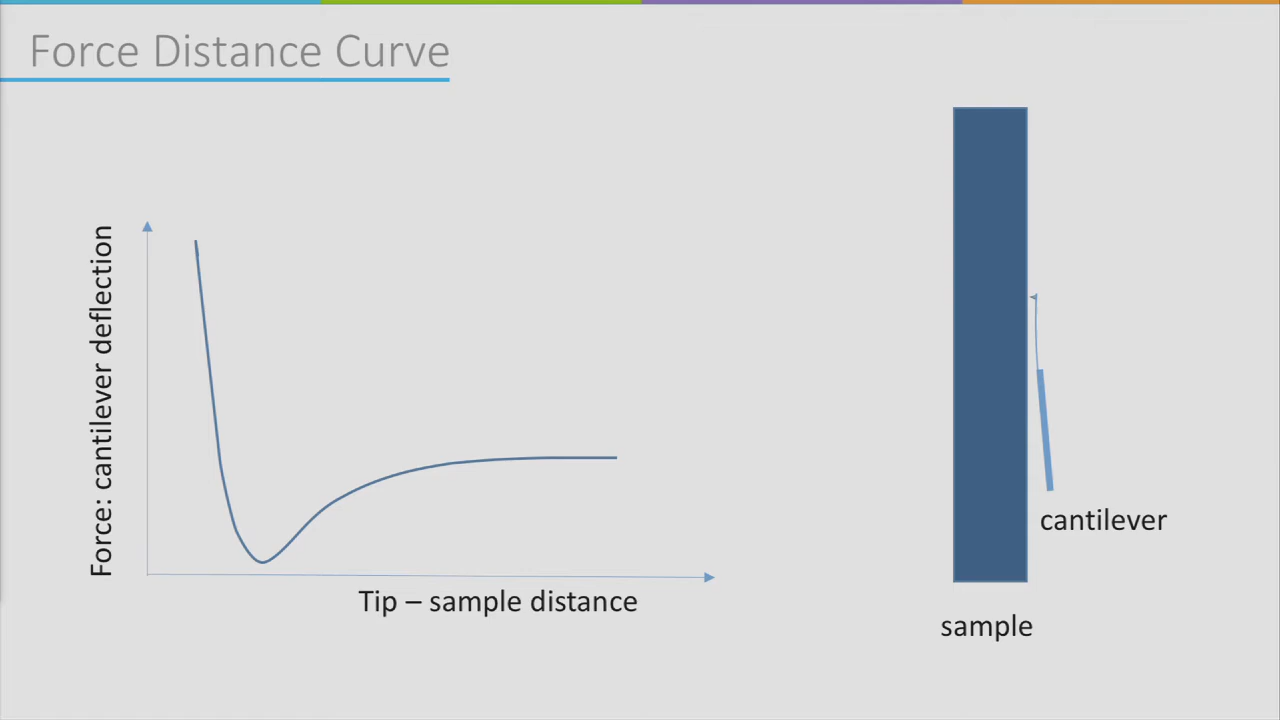 Force Distance Curve
Force: cantilever deflection
Tip – sample distance
cantilever
sample